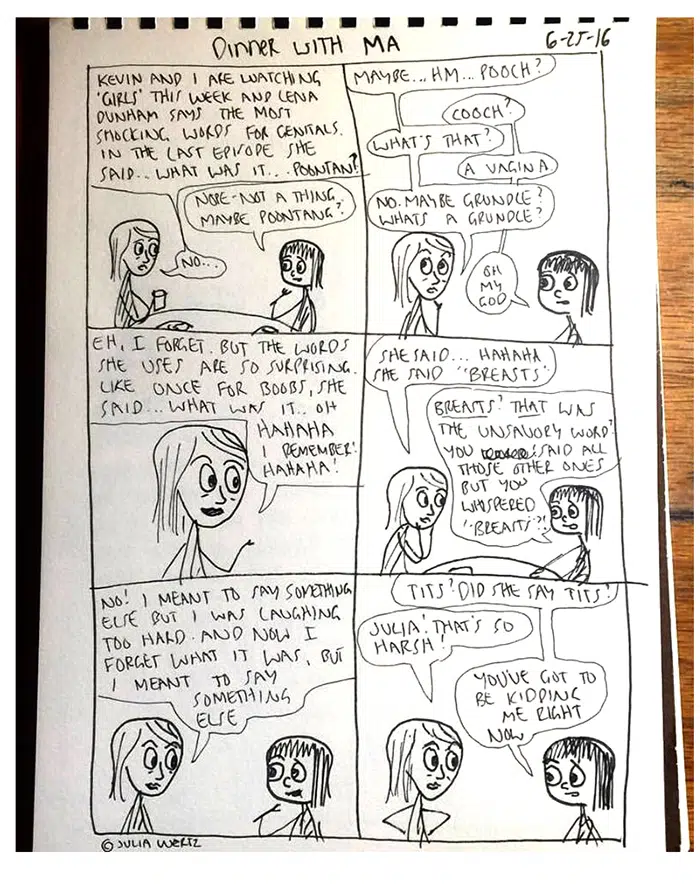 DINNER WITH MA
6-25-16
KEVIN AND I ARE WATCHING
'GIRLS' THIS WEEK AND LENA
DUNHAM SAYS THE MOST
SHOCKING WORDS FOR GENITALS.
IN THE LAST EPISODE SHE
SAID... WHAT WAS IT... POONTAN?
NOPE-NOT A THING,
MAYBE POONTANG?
NO...
MAYBE... HM... POOCH?
COOCH?
WHAT'S THAT?
A VAGINA
NO. MAYBE GRUNDLE?
WHATS A GRUNDLE?
OH
MY
GOD
EH, I FORGET. BUT THE WORDS
SHE USES ARE SO SURPRISING.
LIKE ONCE FOR BOOBS, SHE
SAID... WHAT WAS IT.. OH
HAHAHA
I REMEMBER!
HAHAHA!
SHE SAID... HAHAHA
SHE SAID "BREASTS".
BREASTS? THAT WAS
THE UNSAVORY WORD?
YOU SAID ALL
THOSE OTHER ONES
BUT YOU
WHISPERED
"BREASTS"?!
NO! I MEANT TO SAY SOMETHING
ELSE BUT I WAS LAUGHING
TOO HARD. AND NOW I
FORGET WHAT IT WAS, BUT
I MEANT TO SAY
SOMETHING
ELSE
TITS? DID SHE SAY TITS?
JULIA! THAT'S SO
HARSH!
YOU'VE GOT TO
BE KIDDING
ME RIGHT
NOW
© JULIA WERTZ